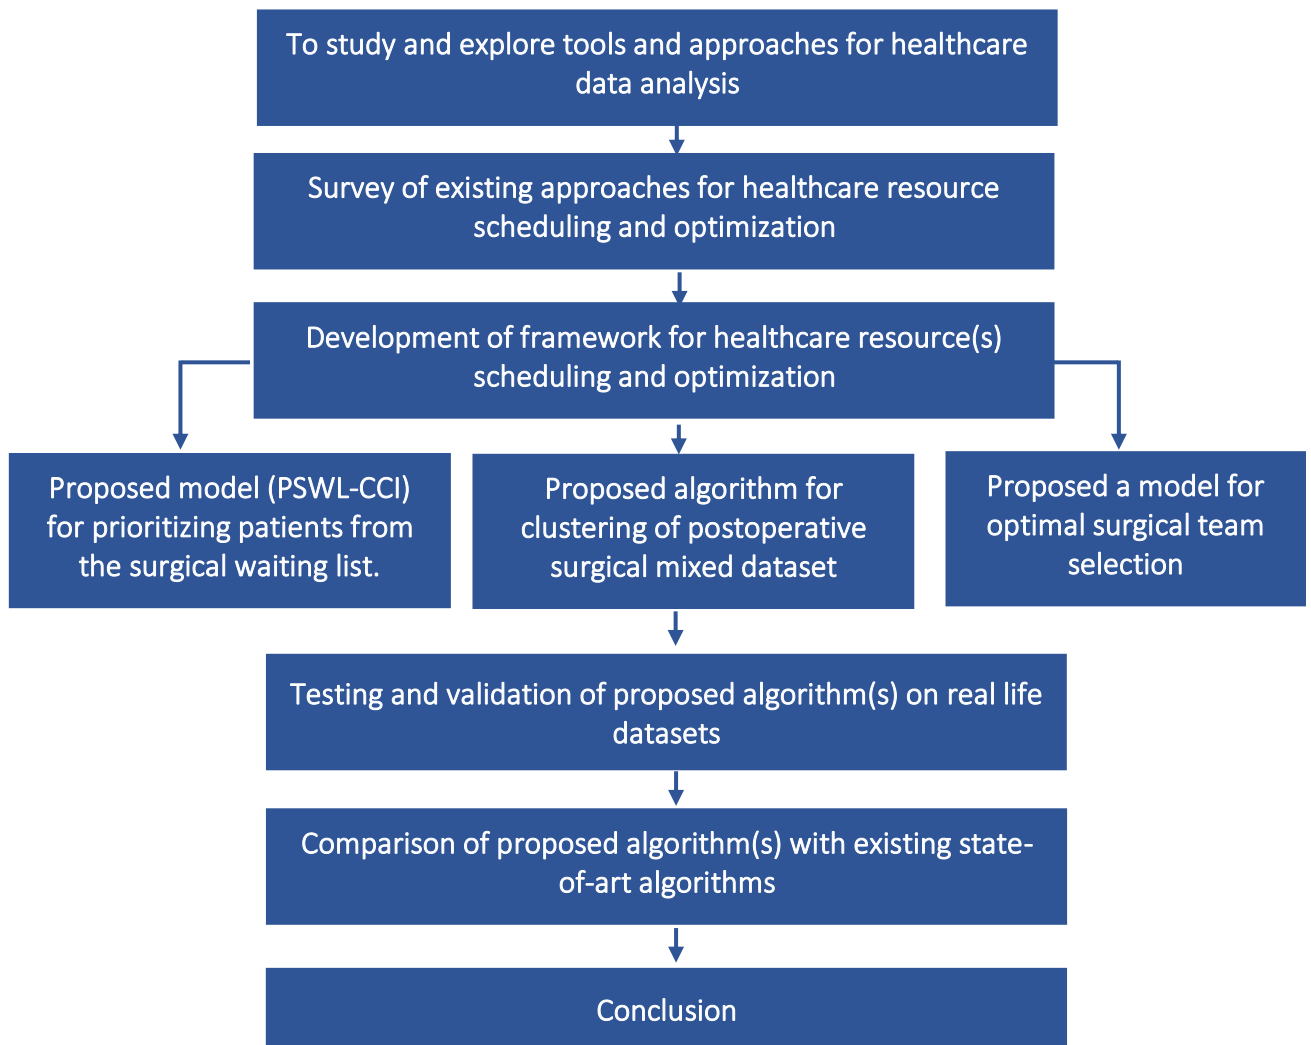 To study and explore tools and approaches for healthcare
data analysis
Survey of existing approaches for healthcare resource
scheduling and optimization
Development of framework for healthcare resource(s)
scheduling and optimization
Proposed model (PSWL-CCI)
for prioritizing patients from
the surgical waiting list.
Proposed algorithm for
clustering of postoperative
surgical mixed dataset
Proposed a model for
optimal surgical team
selection
Testing and validation of proposed algorithm(s) on real life
datasets
Comparison of proposed algorithm(s) with existing state-
of-art algorithms
Conclusion